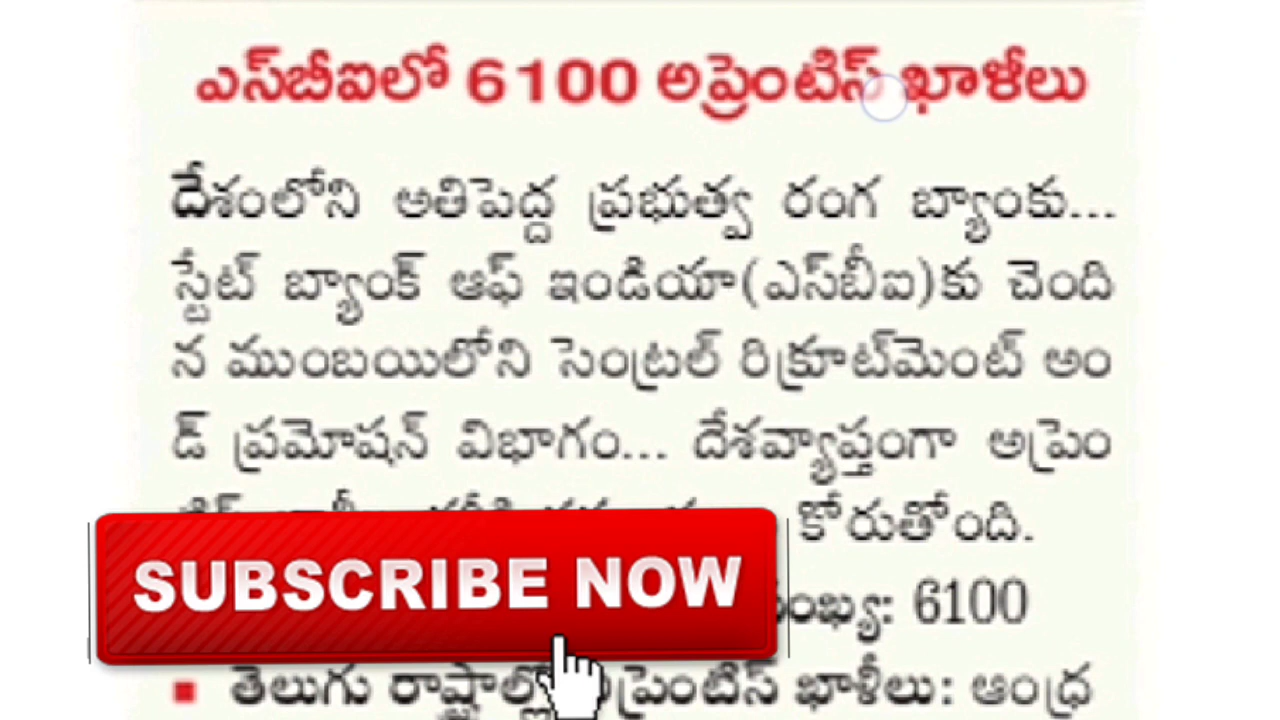 ఎస్‌బీఐలో 6100 అప్రెంటిస్ ఖాళీలు
దేశంలోని అతిపెద్ద ప్రభుత్వ రంగ బ్యాంకు...
స్టేట్ బ్యాంక్ ఆఫ్ ఇండియా(ఎస్‌బీఐ)కు చెంది
న ముంబయిలోని సెంట్రల్ రిక్రూట్‌మెంట్ అం
డ్ ప్రమోషన్ విభాగం... దేశవ్యాప్తంగా అప్రెం
కోరుతోంది.
SUBSCRIBE NOW
6100
తెలుగు ఖాళీలు: ఆంధ్ర